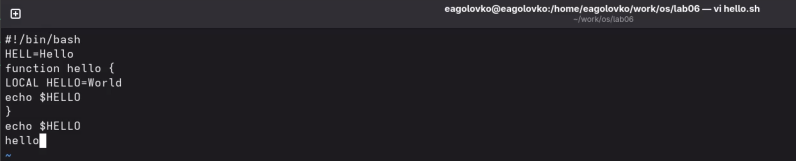 eagolovko@eagolovko:/home/eagolovko/work/os/lab06 — vi hello.sh
~/work/os/lab06
#!/bin/bash
HELL=Hello
function hello {
LOCAL HELLO=World
echo $HELLO
}
echo $HELLO
hello
~